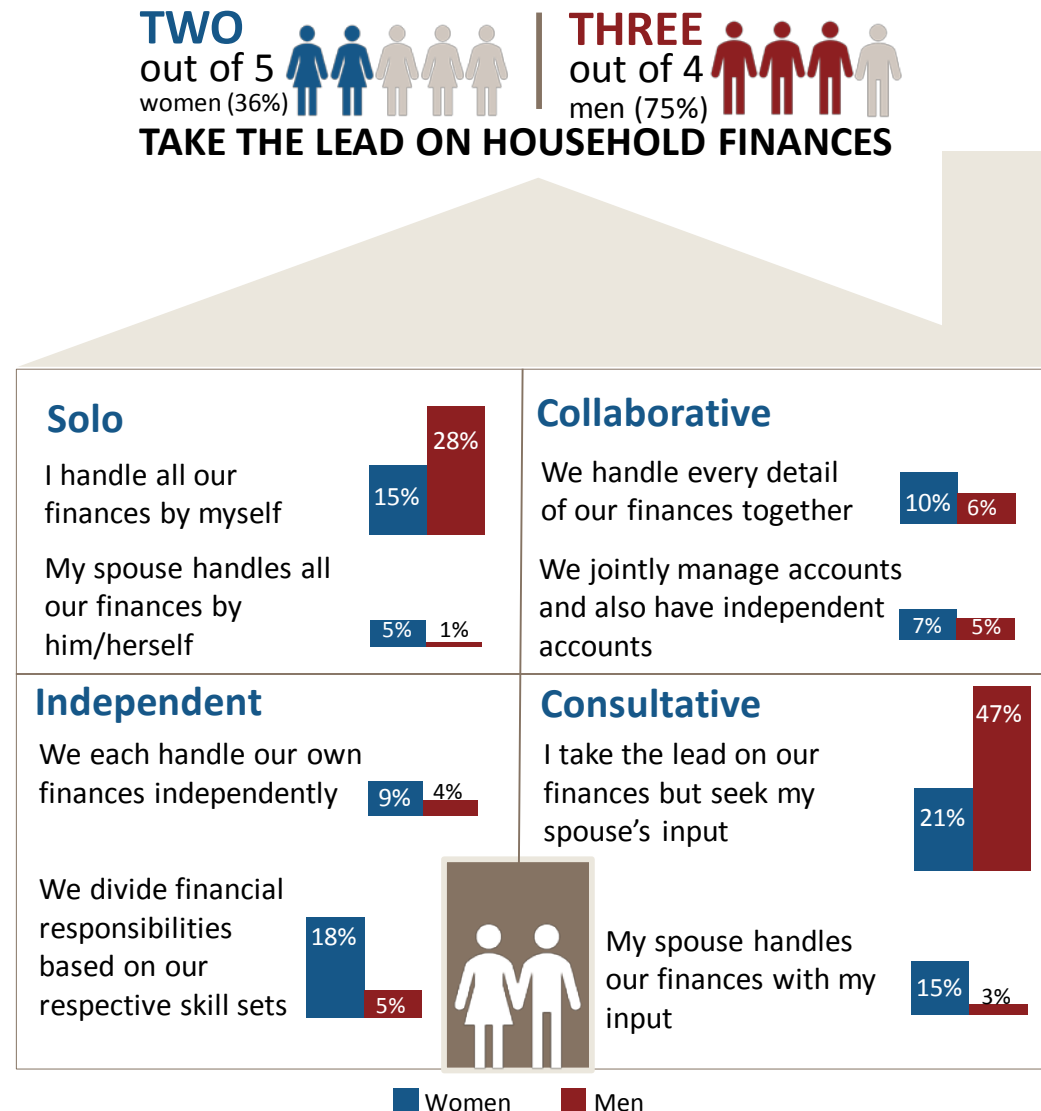 TWO
out of 5
women (36%)
THREE
out of 4
men (75%)
TAKE THE LEAD ON HOUSEHOLD FINANCES
Solo
I handle all our
finances by myself
15%
28%
My spouse handles all
our finances by
him/herself
5%
1%
Collaborative
We handle every detail
of our finances together
10%
6%
We jointly manage accounts
and also have independent
accounts
7%
5%
Independent
We each handle our own
finances independently
9%
4%
We divide financial
responsibilities
based on our
respective skill sets
18%
5%
Consultative
I take the lead on our
finances but seek my
spouse’s input
21%
47%
My spouse handles
our finances with my
input
15%
3%
Women
Men